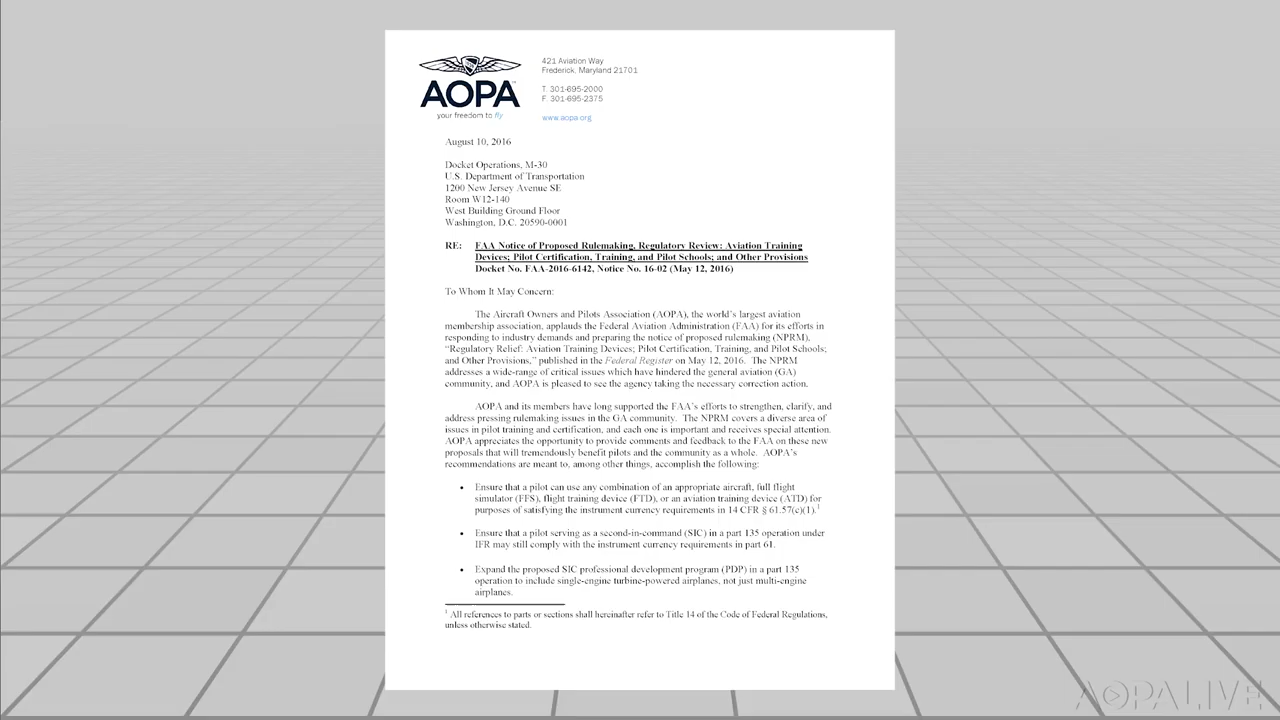 AOPA
your freedom to fly
421 Aviation Way
Frederick, Maryland 21701
T. 301-695-2000
F. 301-695-2375
www.aopa.org
August 10, 2016
Docket Operations, M-30
U.S. Department of Transportation
1200 New Jersey Avenue SE
Room W12-140
West Building Ground Floor
Washington, D.C. 20590-0001
RE: FAA Notice of Proposed Rulemaking, Regulatory Review: Aviation Training
Devices; Pilot Certification, Training, and Pilot Schools; and Other Provisions
Docket No. FAA-2016-6142, Notice No. 16-02 (May 12, 2016)
To Whom It May Concern:
The Aircraft Owners and Pilots Association (AOPA), the world's largest aviation
membership association, applauds the Federal Aviation Administration (FAA) for its efforts in
responding to industry demands and preparing the notice of proposed rulemaking (NPRM),
"Regulatory Relief: Aviation Training Devices; Pilot Certification, Training, and Pilot Schools;
and Other Provisions," published in the Federal Register on May 12, 2016. The NPRM
addresses a wide-range of critical issues which have hindered the general aviation (GA)
community, and AOPA is pleased to see the agency taking the necessary correction action.
AOPA and its members have long supported the FAA's efforts to strengthen, clarify, and
address pressing rulemaking issues in the GA community. The NPRM covers a diverse area of
issues in pilot training and certification, and each one is important and receives special attention.
AOPA appreciates the opportunity to provide comments and feedback to the FAA on these new
proposals that will tremendously benefit pilots and the community as a whole. AOPA's
recommendations are meant to, among other things, accomplish the following:
• Ensure that a pilot can use any combination of an appropriate aircraft, full flight
simulator (FFS), flight training device (FTD), or an aviation training device (ATD) for
purposes of satisfying the instrument currency requirements in 14 CFR § 61.57(c)(1).1
• Ensure that a pilot serving as a second-in-command (SIC) in a part 135 operation under
IFR may still comply with the instrument currency requirements in part 61.
• Expand the proposed SIC professional development program (PDP) in a part 135
operation to include single-engine turbine-powered airplanes, not just multi-engine
airplanes.
1 All references to parts or sections shall hereinafter refer to Title 14 of the Code of Federal Regulations,
unless otherwise stated.
AOPALIVE